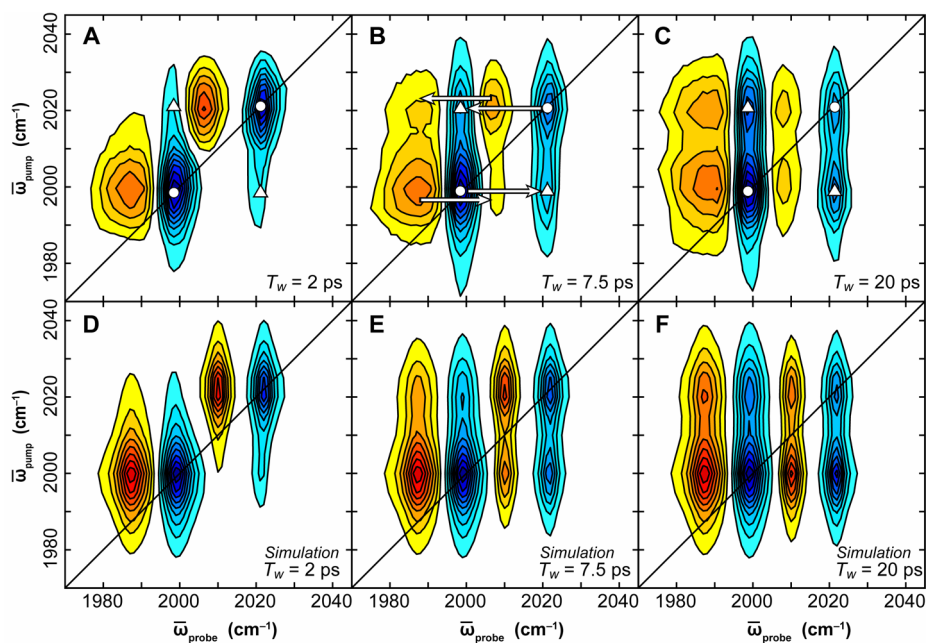 2040
2020
2000
1980
ω̅pump (cm⁻¹)
A
Tw = 2 ps
B
Tw = 7.5 ps
C
Tw = 20 ps
2040
2020
2000
1980
ω̅pump (cm⁻¹)
D
Simulation
Tw = 2 ps
E
Simulation
Tw = 7.5 ps
F
Simulation
Tw = 20 ps
1980 2000 2020 2040
1980 2000 2020 2040
1980 2000 2020 2040
ω̅probe (cm⁻¹)
ω̅probe (cm⁻¹)
ω̅probe (cm⁻¹)